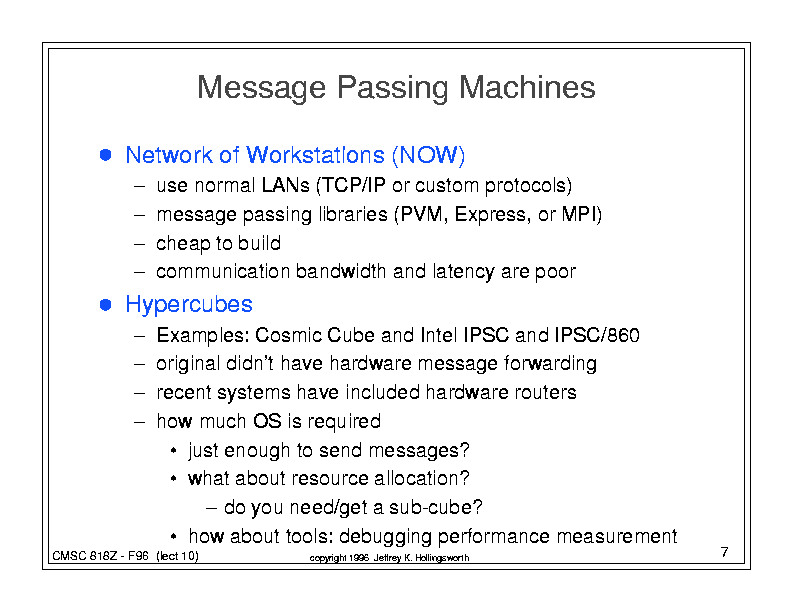 Message Passing Machines
● Network of Workstations (NOW)
– use normal LANs (TCP/IP or custom protocols)
– message passing libraries (PVM, Express, or MPI)
– cheap to build
– communication bandwidth and latency are poor
● Hypercubes
– Examples: Cosmic Cube and Intel IPSC and IPSC/860
– original didn't have hardware message forwarding
– recent systems have included hardware routers
– how much OS is required
• just enough to send messages?
• what about resource allocation?
– do you need/get a sub-cube?
• how about tools: debugging performance measurement
CMSC 818Z - F96 (lect 10)
copyright 1996 Jeffrey K. Hollingsworth
7